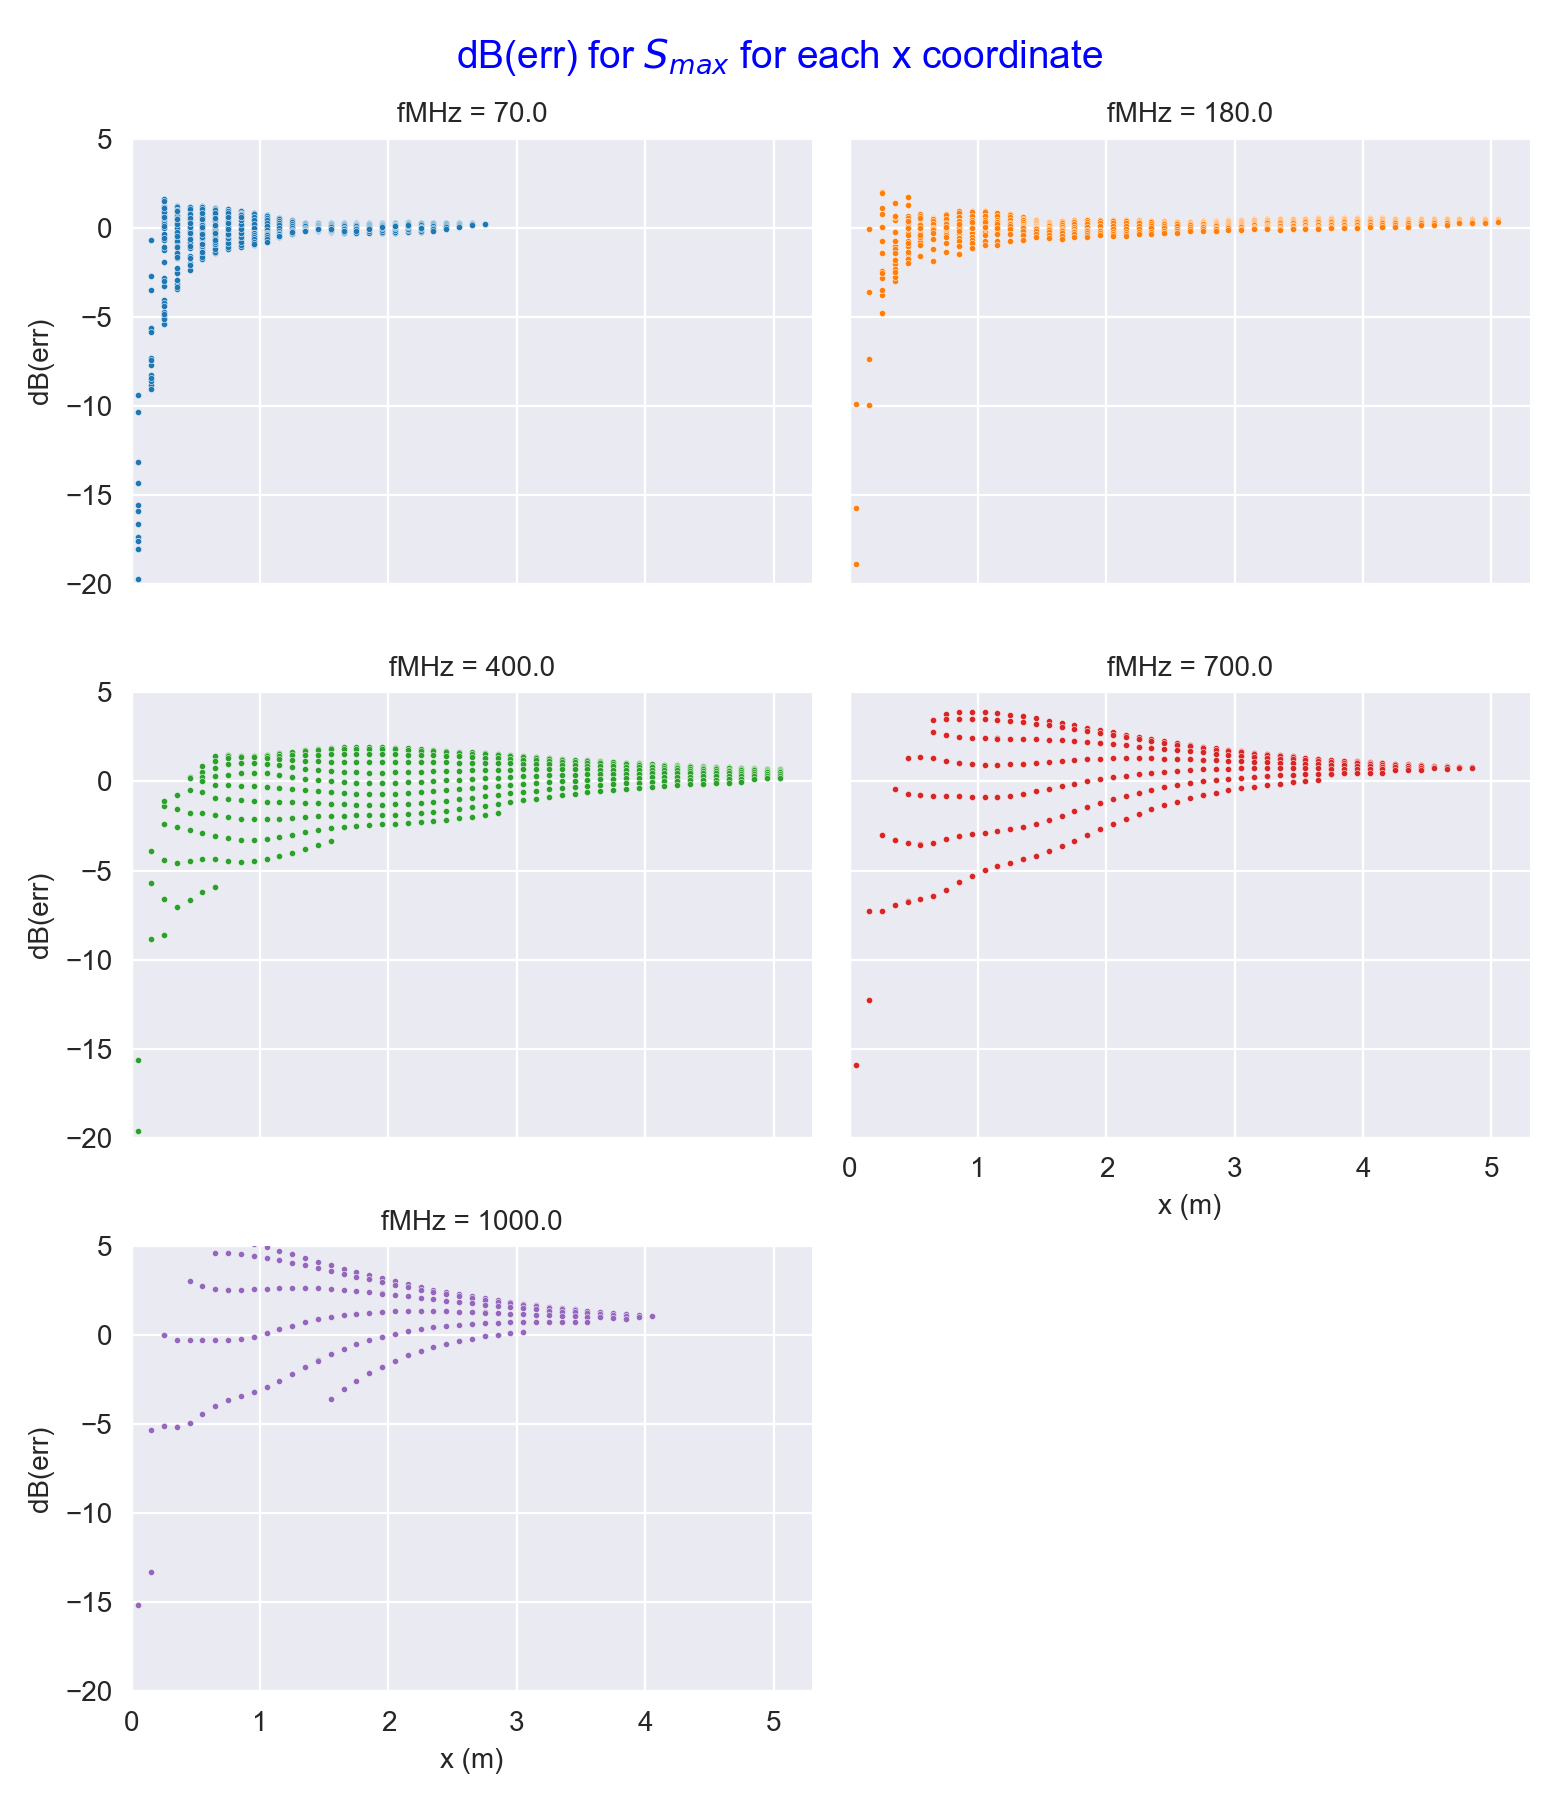 dB(err) for Smax for each x coordinate
fMHz = 70.0
5
0
−5
−10
−15
−20
dB(err)
fMHz = 180.0
fMHz = 400.0
5
0
−5
−10
−15
−20
dB(err)
fMHz = 700.0
0 1 2 3 4 5
x (m)
fMHz = 1000.0
5
0
−5
−10
−15
−20
dB(err)
0 1 2 3 4 5
x (m)